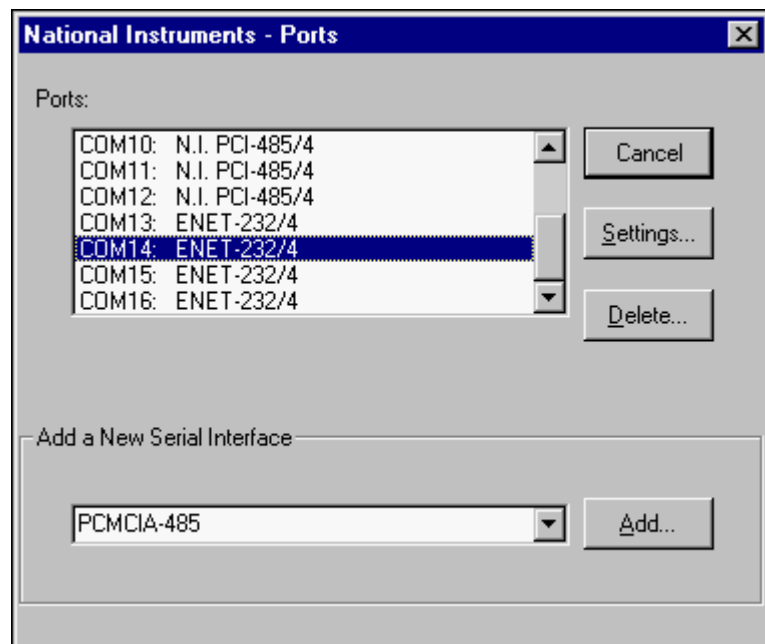 National Instruments - Ports
Ports:
COM10: N.I. PCI-485/4
COM11: N.I. PCI-485/4
COM12: N.I. PCI-485/4
COM13: ENET-232/4
COM14: ENET-232/4
COM15: ENET-232/4
COM16: ENET-232/4
Cancel
Settings...
Delete...
Add a New Serial Interface
PCMCIA-485
Add...